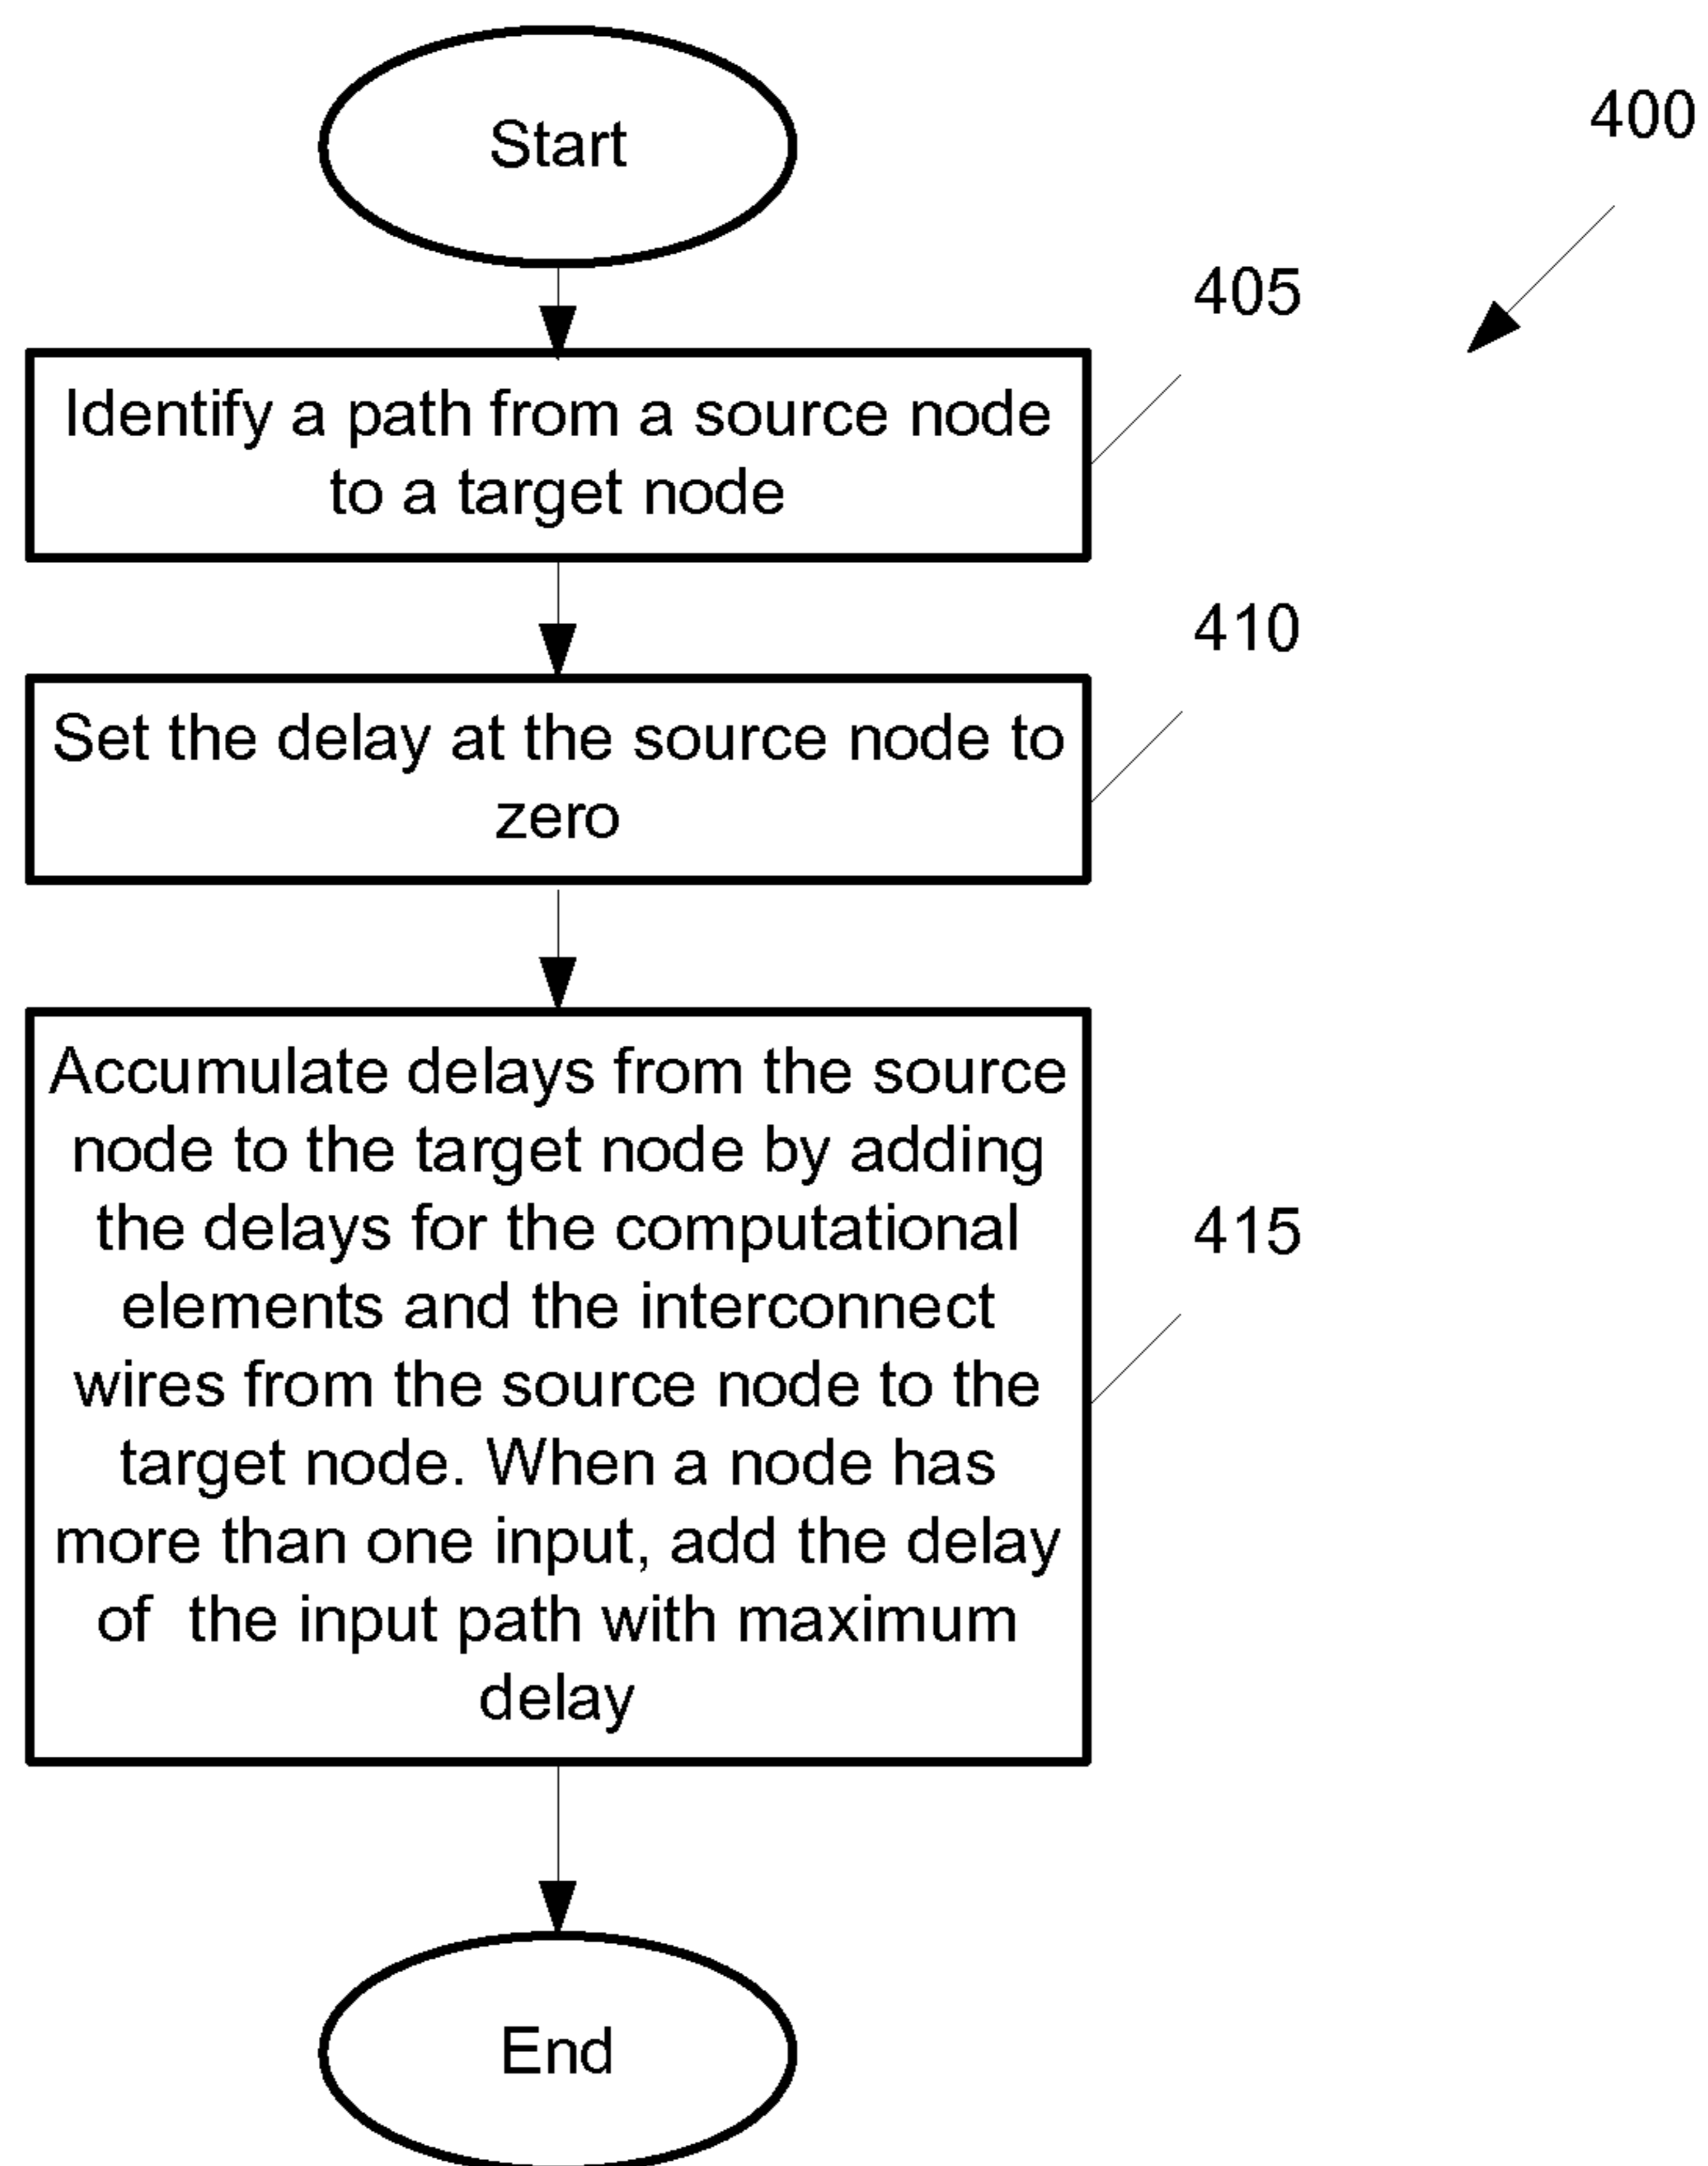 Start
400
405
Identify a path from a source node
to a target node
410
Set the delay at the source node to
zero
Accumulate delays from the source
node to the target node by adding
the delays for the computational
elements and the interconnect
wires from the source node to the
target node. When a node has
more than one input, add the delay
of the input path with maximum
delay
415
End